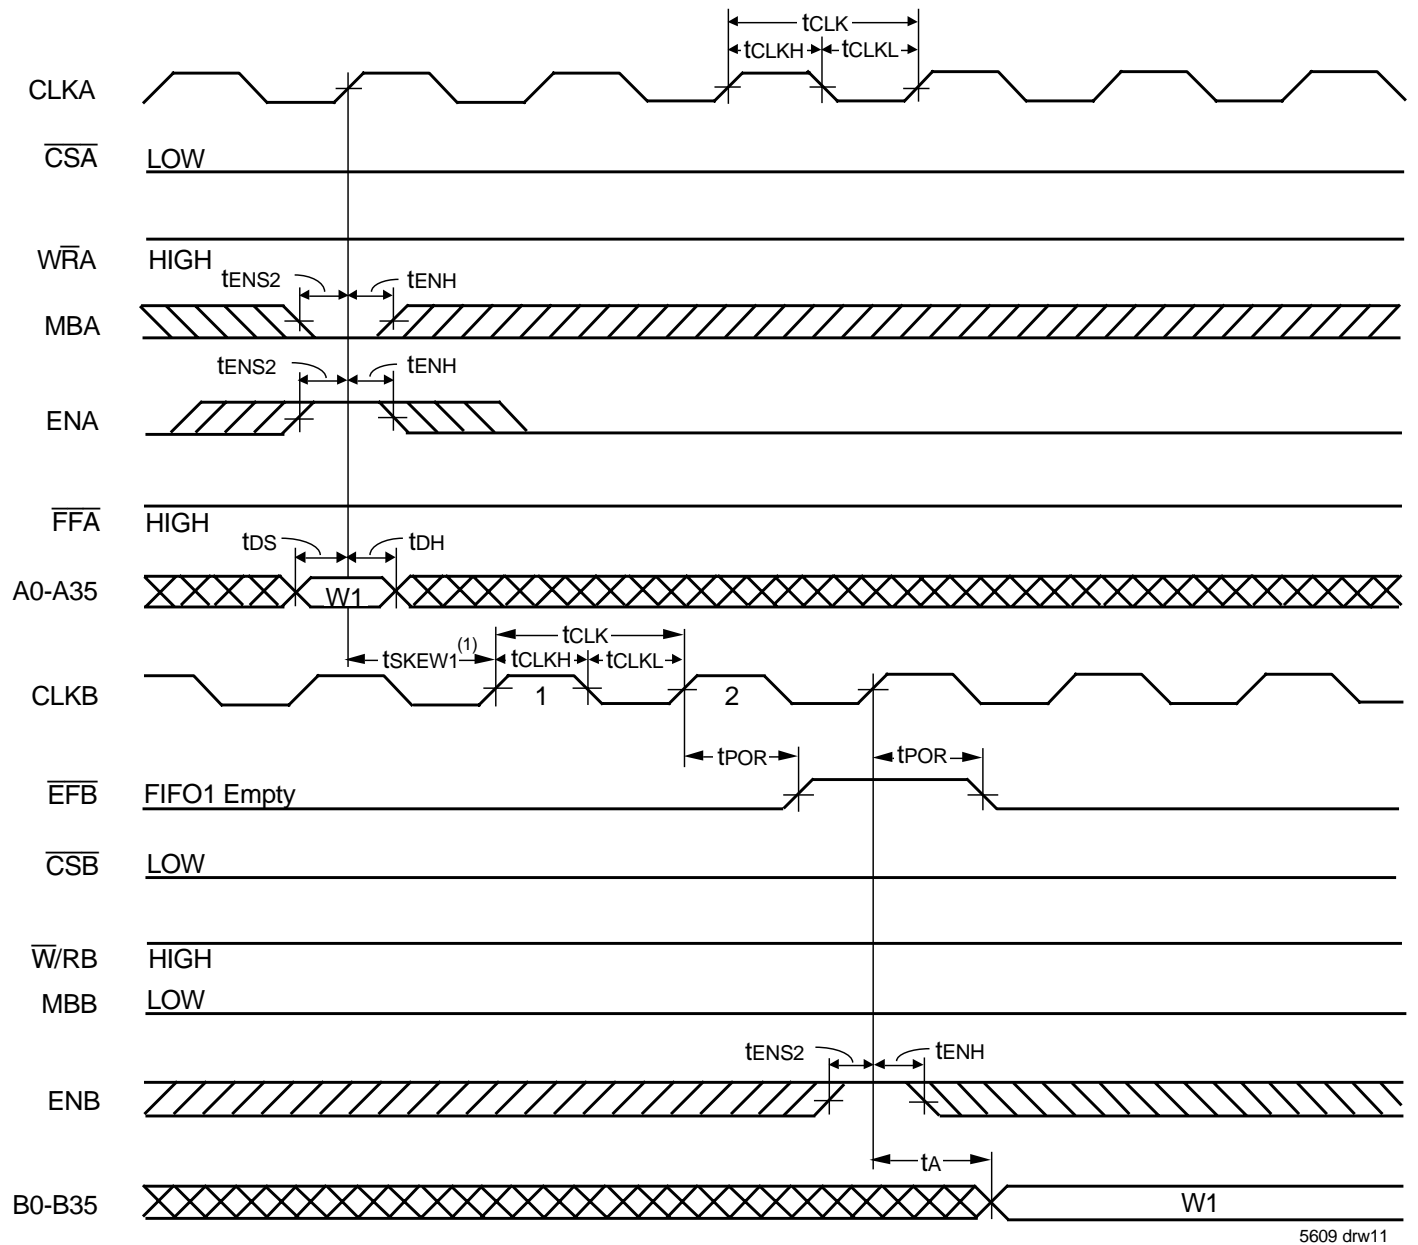 tCLK
tCLKH tCLKL
CLKA
CSA LOW
WRA HIGH
tENS2 tENH
MBA
tENS2 tENH
ENA
FFA HIGH
tDS tDH
A0-A35 W1
tCLK
tSKEW1(1) tCLKH tCLKL
CLKB 1 2
tPOR tPOR
EFB FIFO1 Empty
CSB LOW
W/RB HIGH
MBB LOW
tENS2 tENH
ENB
tA
B0-B35 W1
5609 drw11